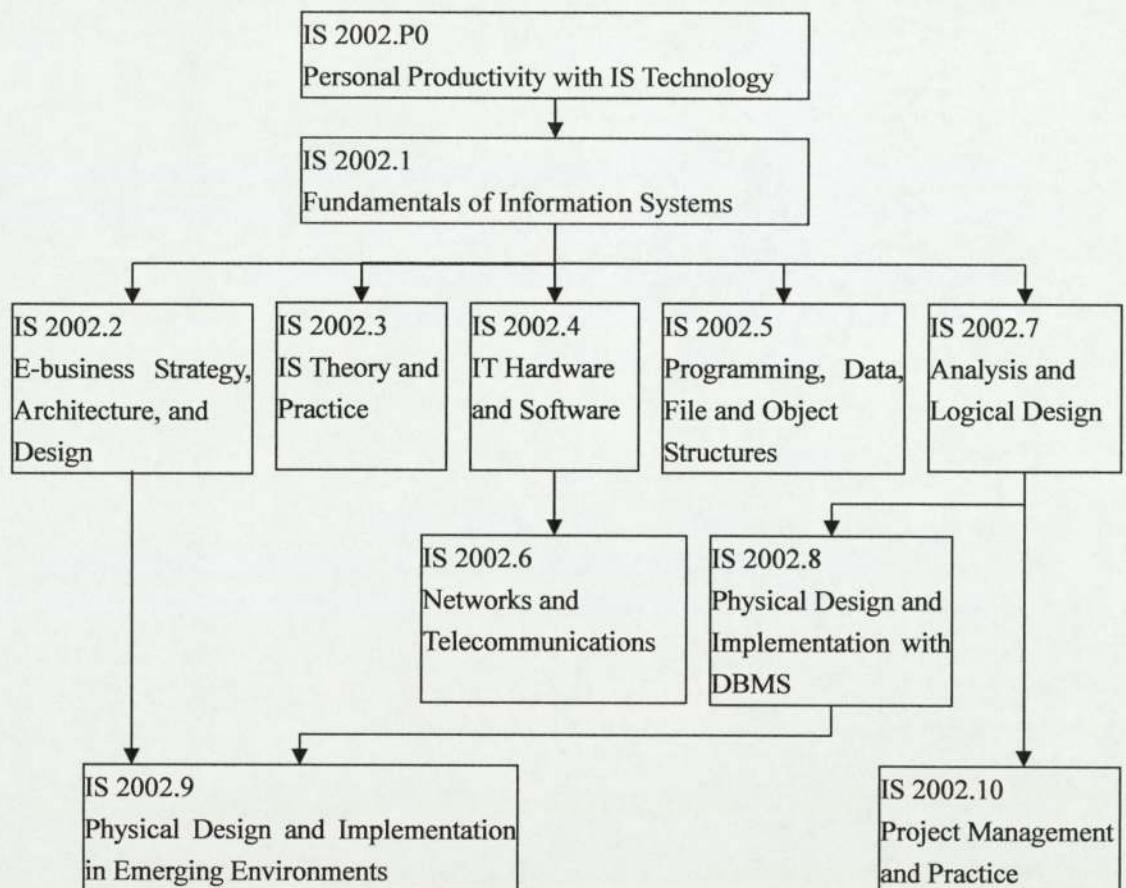 IS 2002.P0
Personal Productivity with IS Technology
IS 2002.1
Fundamentals of Information Systems
IS 2002.2
E-business Strategy,
Architecture, and
Design
IS 2002.3
IS Theory and
Practice
IS 2002.4
IT Hardware
and Software
IS 2002.5
Programming, Data,
File and Object
Structures
IS 2002.7
Analysis and
Logical Design
IS 2002.6
Networks and
Telecommunications
IS 2002.8
Physical Design and
Implementation with
DBMS
IS 2002.9
Physical Design and Implementation
in Emerging Environments
IS 2002.10
Project Management
and Practice